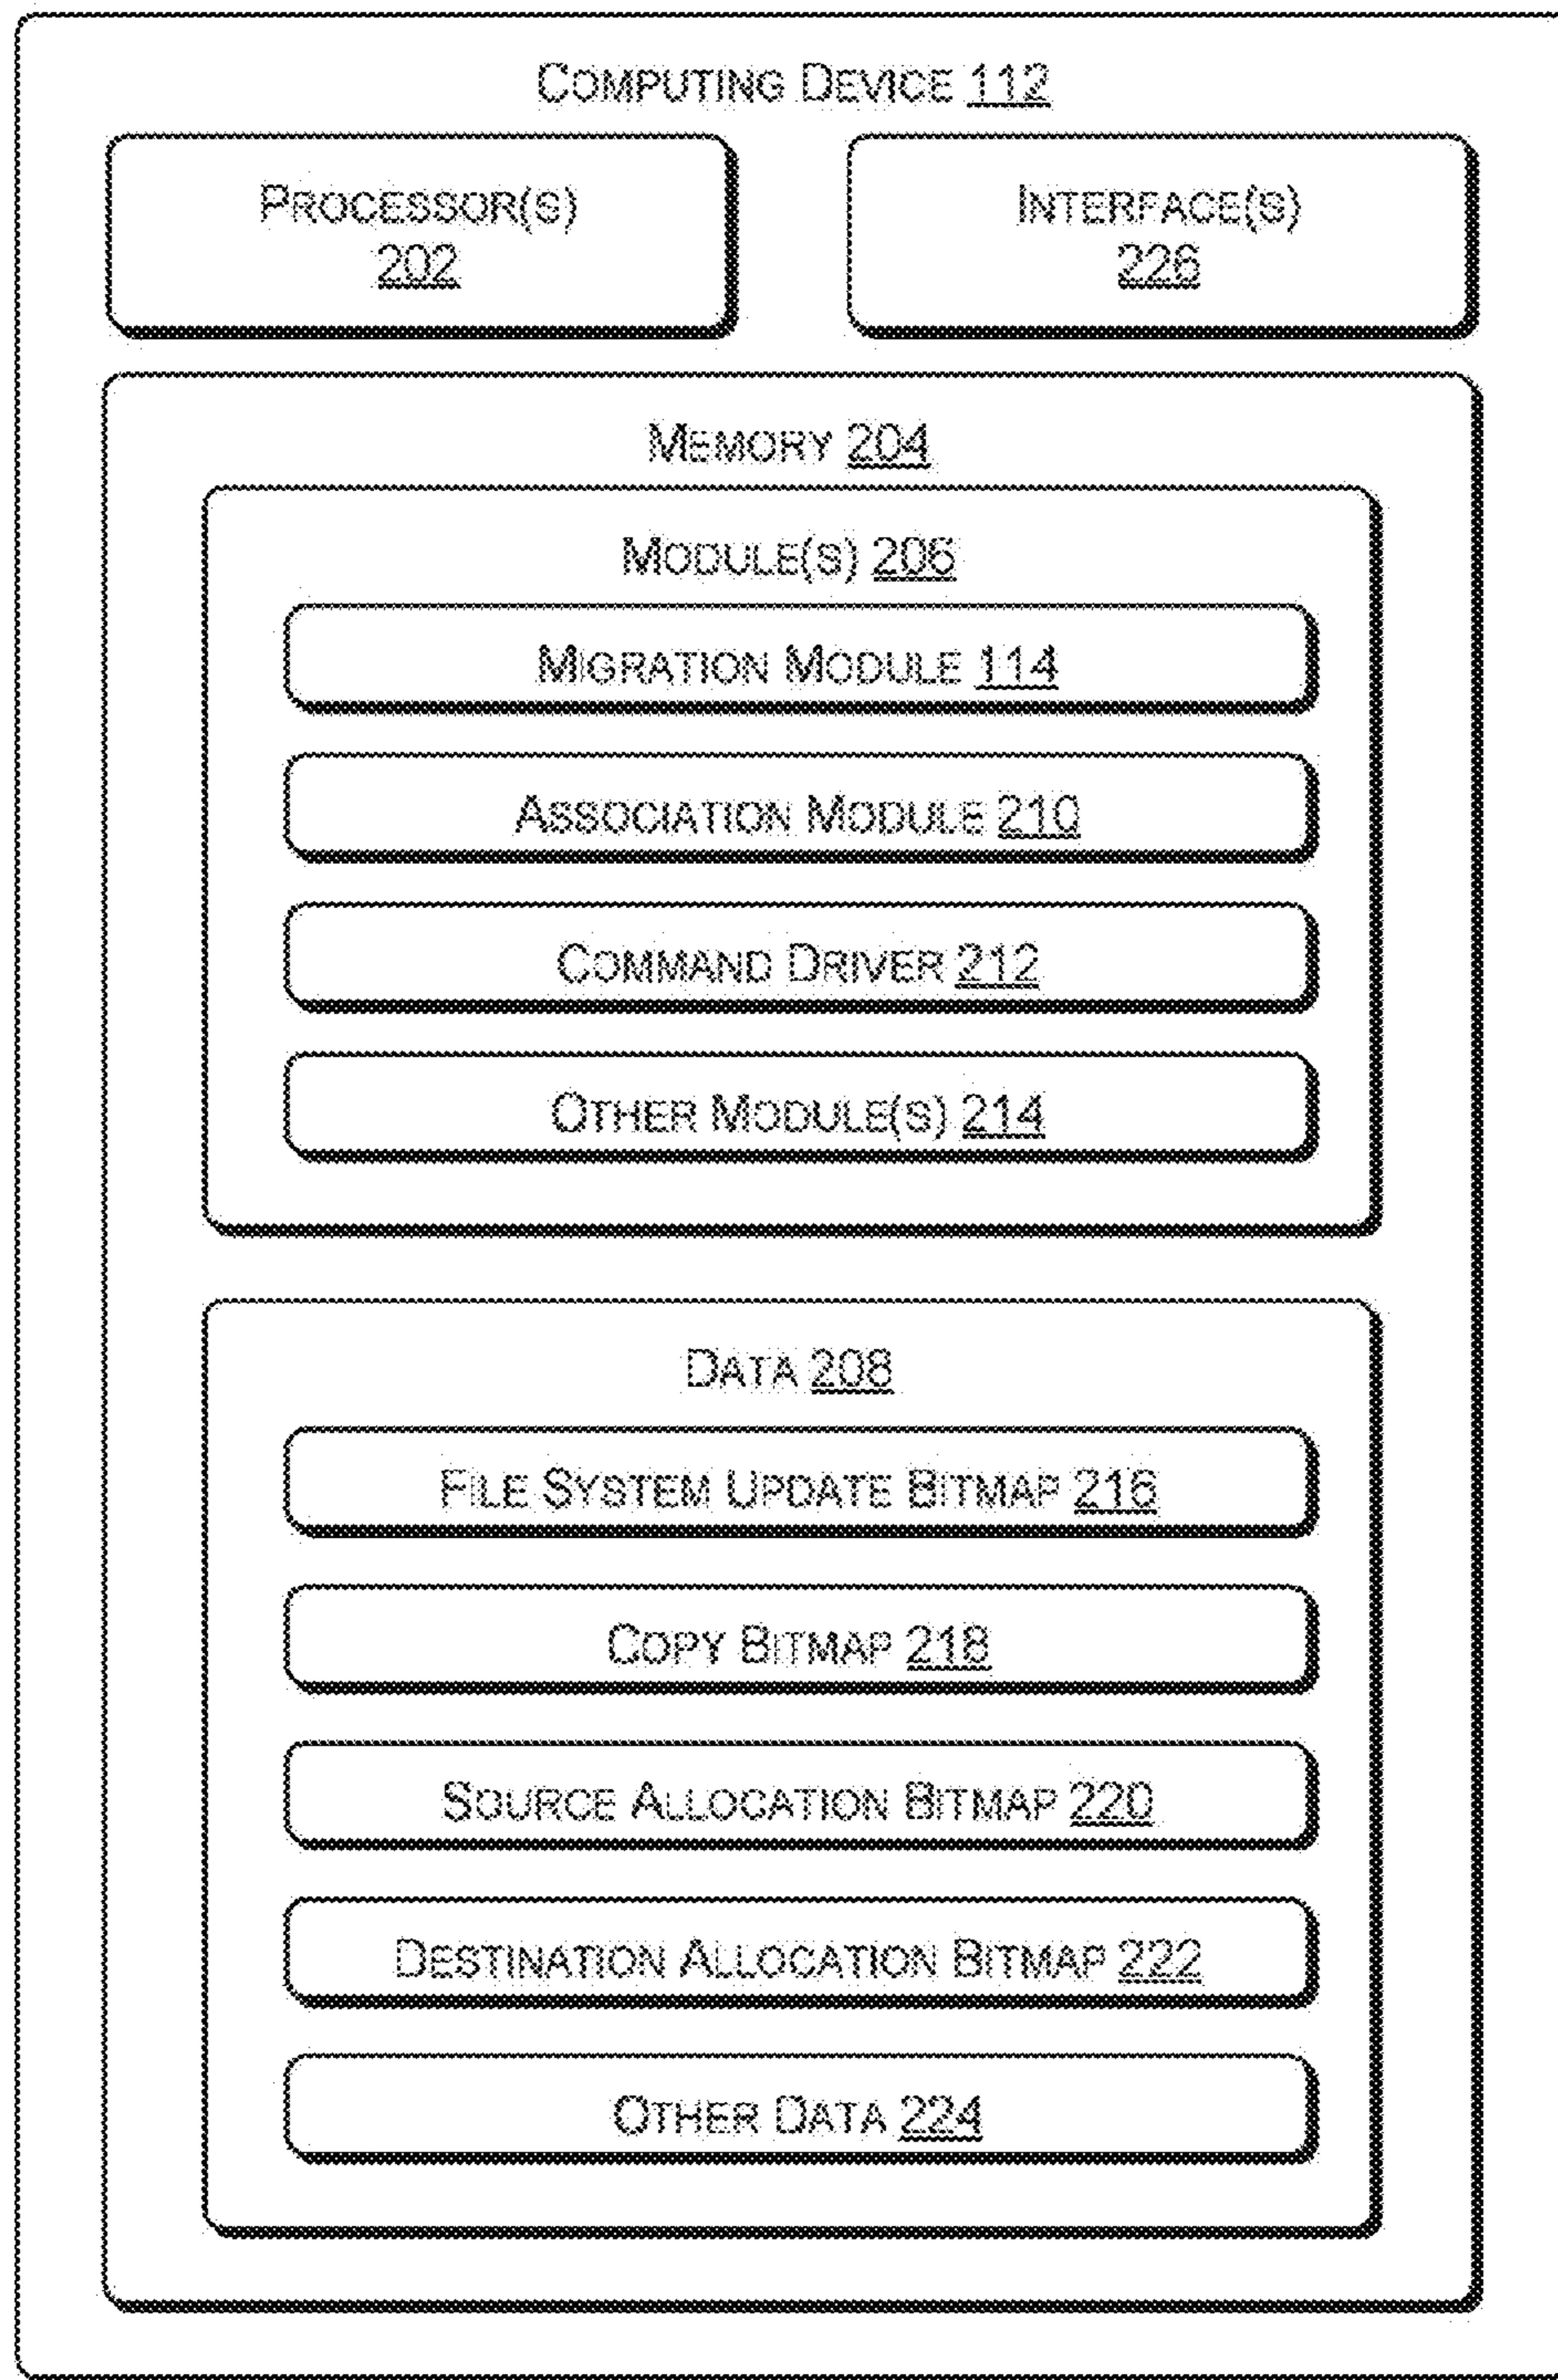 COMPUTING DEVICE 112
PROCESSOR(S)
202
INTERFACE(S)
226
MEMORY 204
MODULE(S) 206
MIGRATION MODULE 114
ASSOCIATION MODULE 210
COMMAND DRIVER 212
OTHER MODULE(S) 214
DATA 208
FILE SYSTEM UPDATE BITMAP 216
COPY BITMAP 218
SOURCE ALLOCATION BITMAP 220
DESTINATION ALLOCATION BITMAP 222
OTHER DATA 224